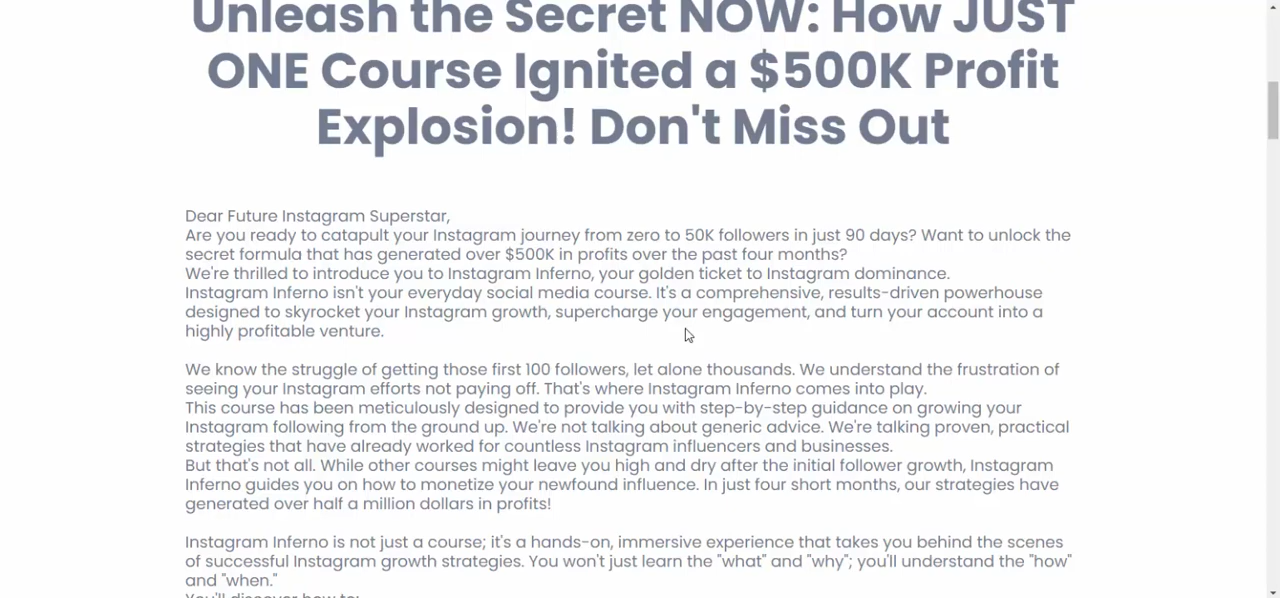 Unleash the Secret NOW: How JUST
ONE Course Ignited a $500K Profit
Explosion! Don't Miss Out
Dear Future Instagram Superstar,
Are you ready to catapult your Instagram journey from zero to 50K followers in just 90 days? Want to unlock the
secret formula that has generated over $500K in profits over the past four months?
We're thrilled to introduce you to Instagram Inferno, your golden ticket to Instagram dominance.
Instagram Inferno isn't your everyday social media course. It's a comprehensive, results-driven powerhouse
designed to skyrocket your Instagram growth, supercharge your engagement, and turn your account into a
highly profitable venture.
We know the struggle of getting those first 100 followers, let alone thousands. We understand the frustration of
seeing your Instagram efforts not paying off. That's where Instagram Inferno comes into play.
This course has been meticulously designed to provide you with step-by-step guidance on growing your
Instagram following from the ground up. We're not talking about generic advice. We're talking proven, practical
strategies that have already worked for countless Instagram influencers and businesses.
But that's not all. While other courses might leave you high and dry after the initial follower growth, Instagram
Inferno guides you on how to monetize your newfound influence. In just four short months, our strategies have
generated over half a million dollars in profits!
Instagram Inferno is not just a course; it's a hands-on, immersive experience that takes you behind the scenes
of successful Instagram growth strategies. You won't just learn the "what" and "why"; you'll understand the "how"
and "when."
You'll discover how to: